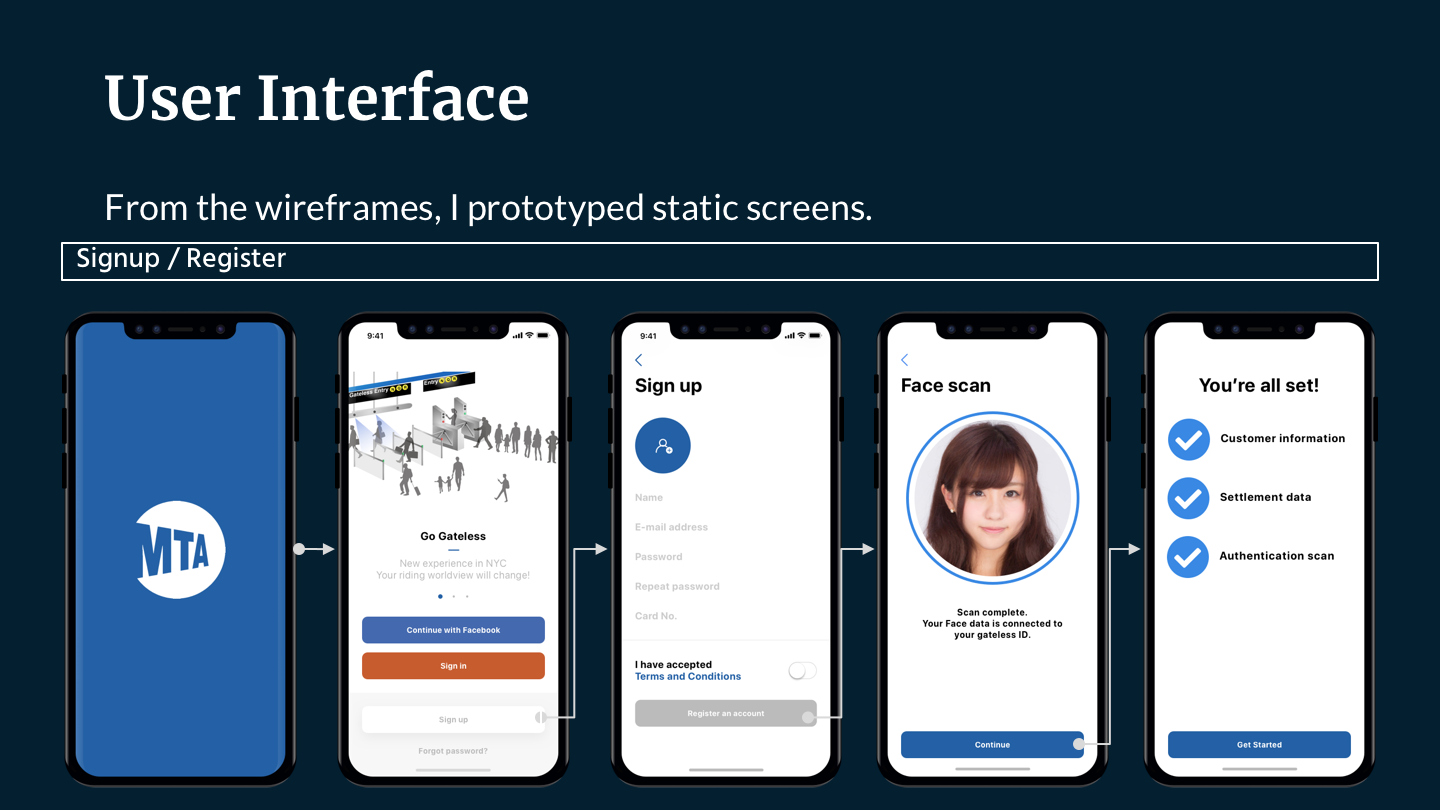 User Interface
From the wireframes, I prototyped static screens.
Signup / Register
MTA
9:41
Gateless Entry
Entry
Go Gateless
New experience in NYC
Your riding worldview will change!
Continue with Facebook
Sign in
Sign up
Forgot password?
9:41
Sign up
Name
E-mail address
Password
Repeat password
Card No.
I have accepted
Terms and Conditions
Register an account
Face scan
Scan complete.
Your Face data is connected to
your gateless ID.
Continue
You're all set!
Customer information
Settlement data
Authentication scan
Get Started